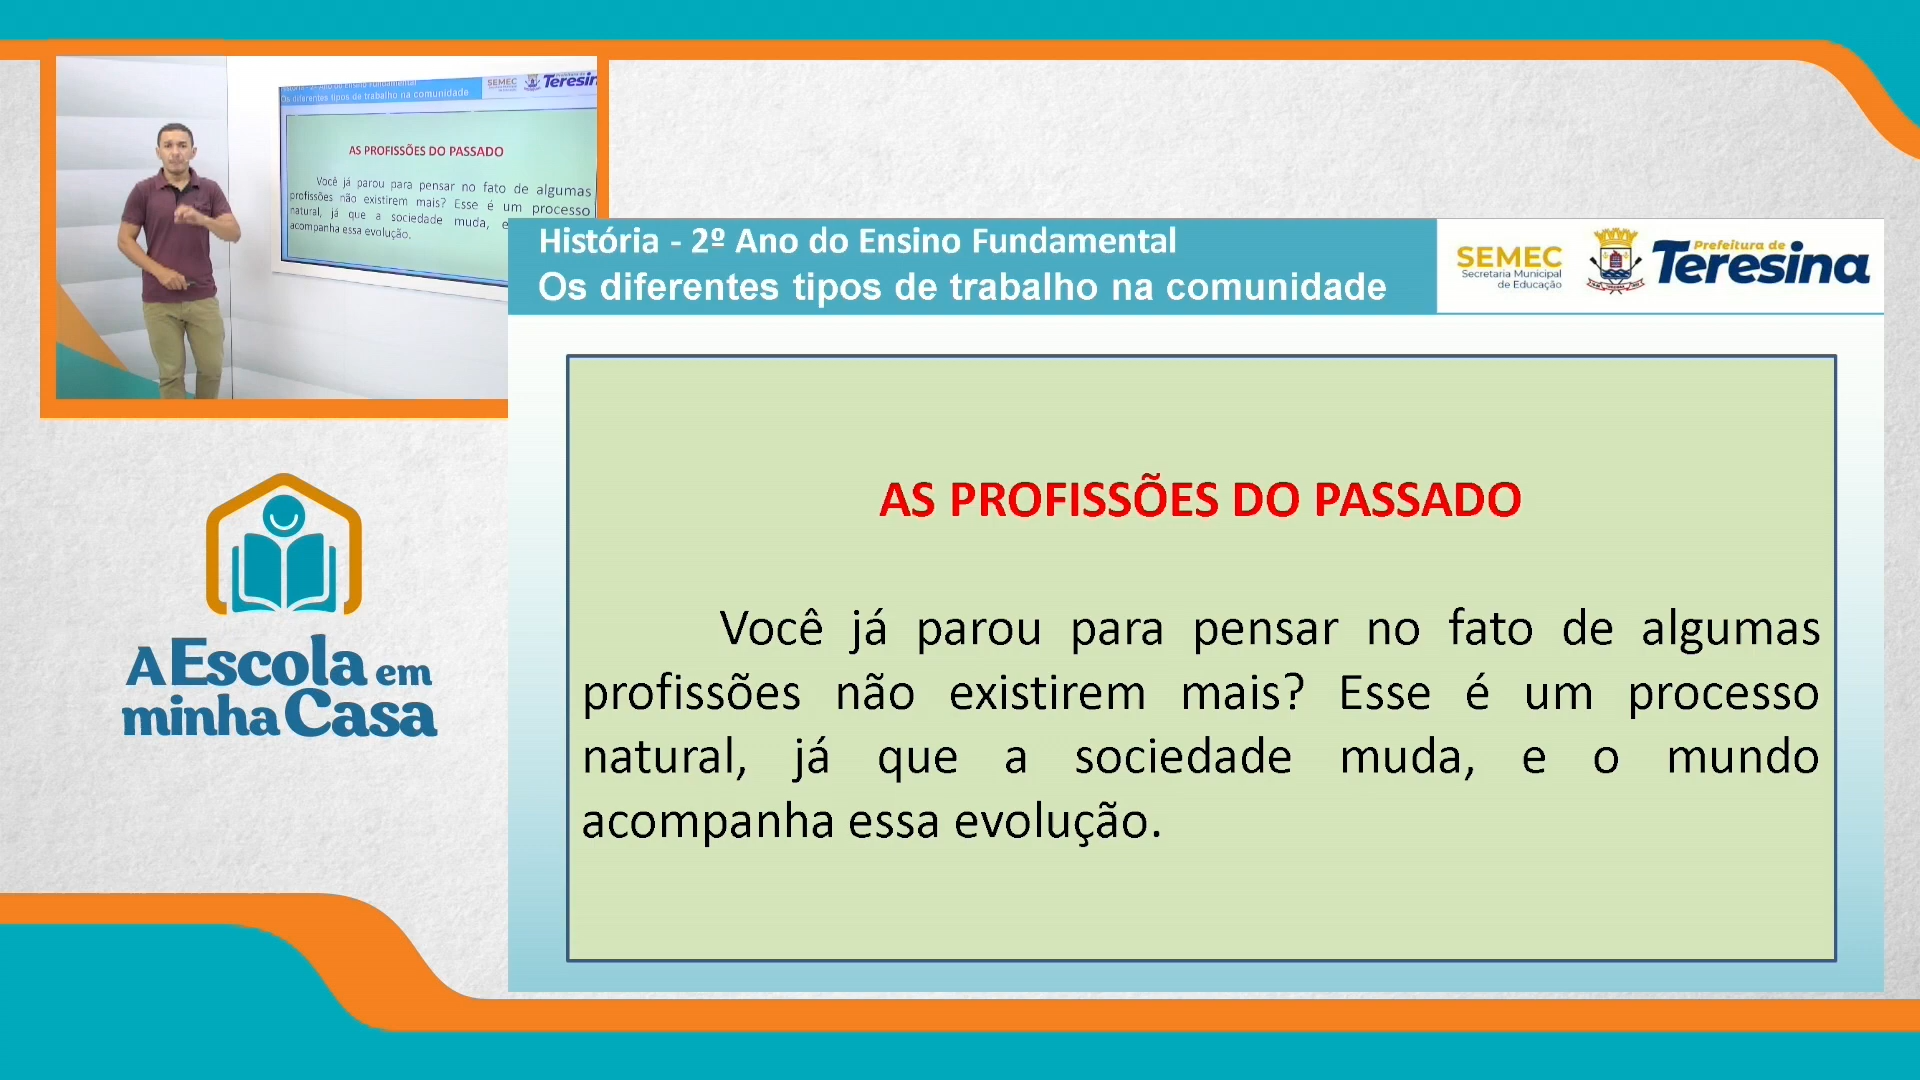 História - 2º Ano do Ensino Fundamental
Os diferentes tipos de trabalho na comunidade
SEMEC
Secretaria Municipal
de Educação
Prefeitura de
Teresina
AS PROFISSÕES DO PASSADO
Você já parou para pensar no fato de algumas
profissões não existirem mais? Esse é um processo
natural, já que a sociedade muda, e o mundo
acompanha essa evolução.
A Escola em
minha Casa
Os diferentes tipos de trabalho na comunidade
SEMEC
Teresin
AS PROFISSÕES DO PASSADO
Você já parou para pensar no fato de algumas
profissões não existirem mais? Esse é um processo
natural, já que a sociedade muda, e
acompanha essa evolução.